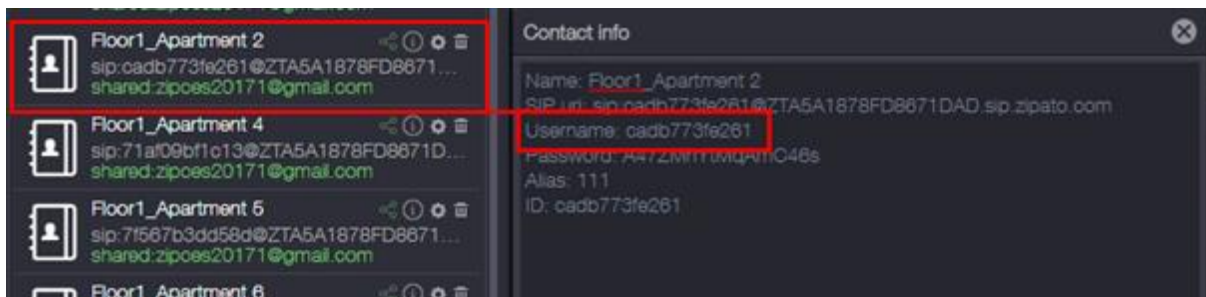 Floor1_Apartment 2
sip:cadb773fe261@ZTA5A1878FD8671...
shared:zipoes20171@gmail.com
Floor1_Apartment 4
sip:71af09bf1c13@ZTA5A1878FD8671D...
shared:zipoes20171@gmail.com
Floor1_Apartment 5
sip:7f567b3dd58d@ZTA5A1878FD8671...
shared:zipoes20171@gmail.com
Floor1_Apartment 6
Contact info
Name: Floor1_Apartment 2
SIP uri: sip:cadb773fe261@ZTA5A1878FD8671DAD.sip.zipato.com
Username: cadb773fe261
Password:
Alias: 111
ID: cadb773fe261